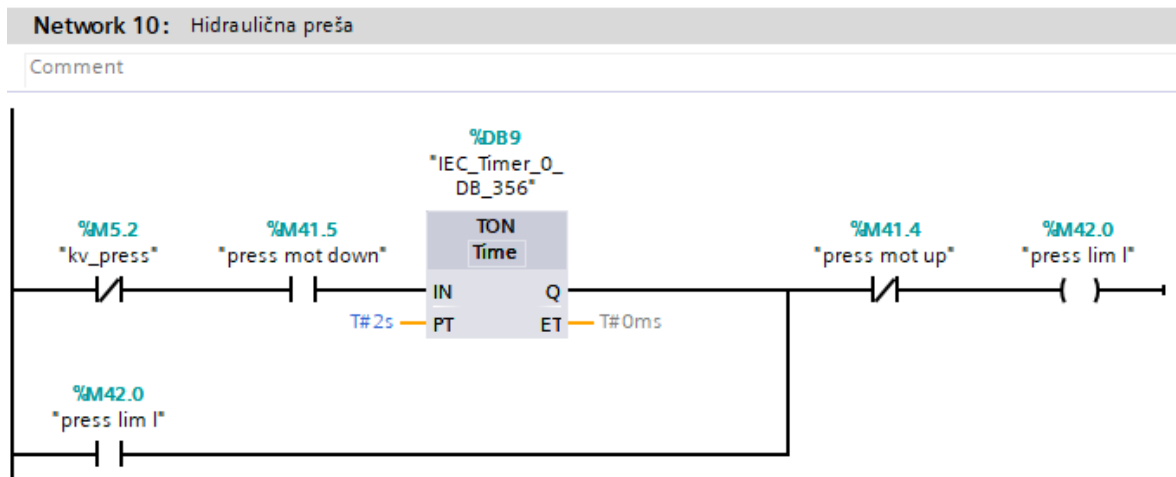 Network 10: Hidraulična preša
Comment
%DB9
"IEC_Timer_0_
DB_356"
%M5.2
"kv_press"
%M41.5
"press mot down"
TON
Time
%M41.4
"press mot up"
%M42.0
"press lim l"
IN
Q
T#2s
PT
ET
T#0ms
%M42.0
"press lim l"